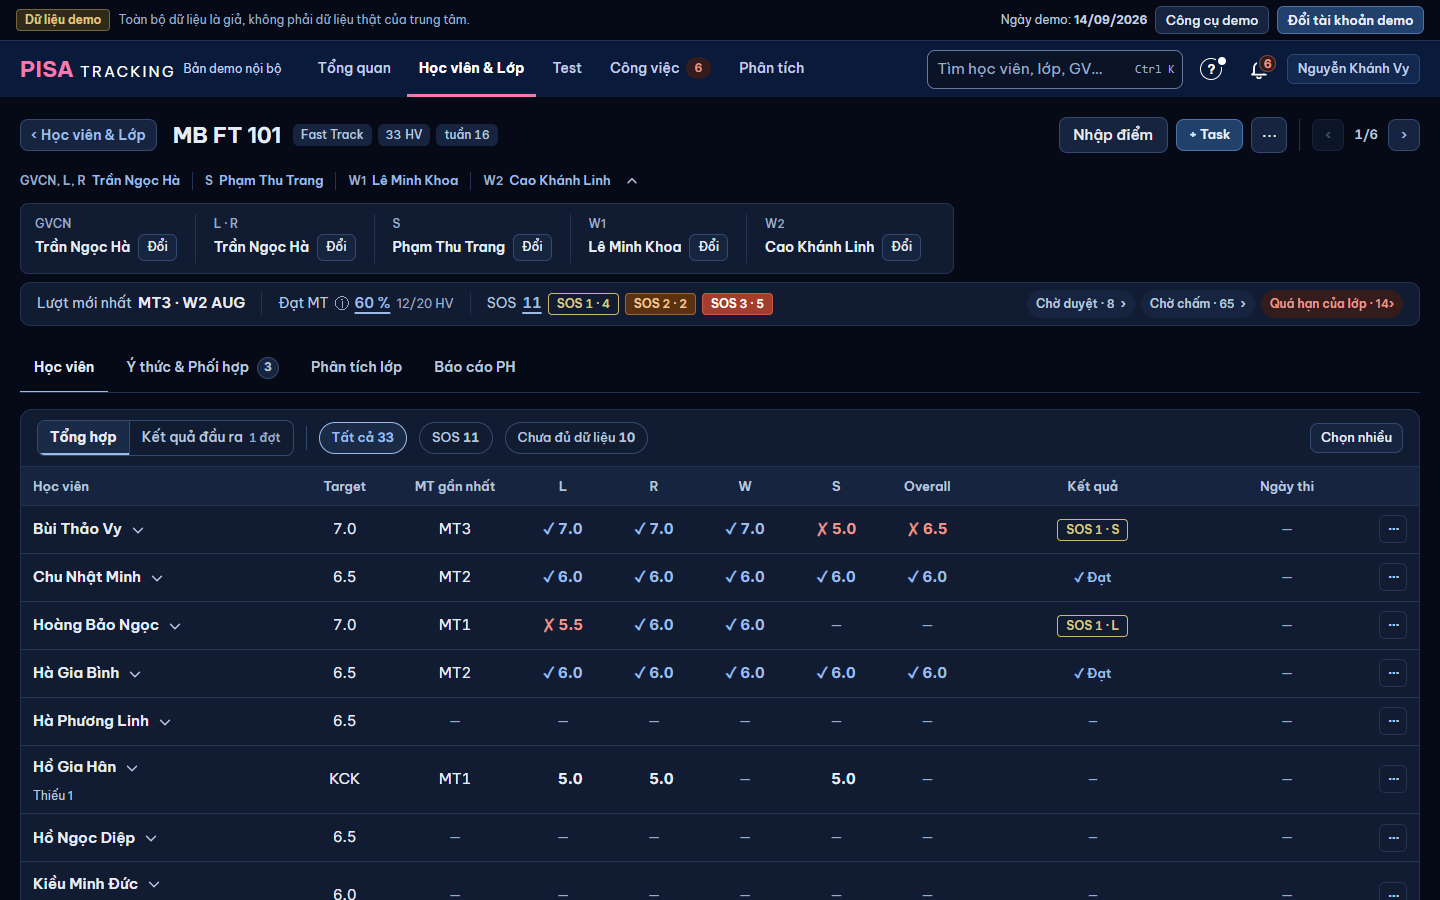 Dữ liệu demo Toàn bộ dữ liệu là giả, không phải dữ liệu thật của trung tâm. Ngày demo: 14/09/2026 Công cụ demo Đổi tài khoản demo
PISA TRACKING Bản demo nội bộ Tổng quan Học viên & Lớp Test Công việc 6 Phân tích Tìm học viên, lớp, GV... Ctrl K ? 6 Nguyễn Khánh Vy
‹ Học viên & Lớp MB FT 101 Fast Track 33 HV tuần 16 Nhập điểm + Task ... ‹ 1/6 ›
GVCN, L, R Trần Ngọc Hà S Phạm Thu Trang W1 Lê Minh Khoa W2 Cao Khánh Linh
GVCN L · R S W1 W2
Trần Ngọc Hà Đổi Trần Ngọc Hà Đổi Phạm Thu Trang Đổi Lê Minh Khoa Đổi Cao Khánh Linh Đổi
Lượt mới nhất MT3 · W2 AUG Đạt MT ⓘ 60 % 12/20 HV SOS 11 SOS 1 · 4 SOS 2 · 2 SOS 3 · 5 Chờ duyệt · 8 › Chờ chấm · 65 › Quá hạn của lớp · 14›
Học viên Ý thức & Phối hợp 3 Phân tích lớp Báo cáo PH
Tổng hợp Kết quả đầu ra 1 đợt Tất cả 33 SOS 11 Chưa đủ dữ liệu 10 Chọn nhiều
Học viên Target MT gần nhất L R W S Overall Kết quả Ngày thi
Bùi Thảo Vy 7.0 MT3 ✓ 7.0 ✓ 7.0 ✓ 7.0 ✗ 5.0 ✗ 6.5 SOS 1 · S — ...
Chu Nhật Minh 6.5 MT2 ✓ 6.0 ✓ 6.0 ✓ 6.0 ✓ 6.0 ✓ 6.0 ✓ Đạt — ...
Hoàng Bảo Ngọc 7.0 MT1 ✗ 5.5 ✓ 6.0 ✓ 6.0 — — SOS 1 · L — ...
Hà Gia Bình 6.5 MT2 ✓ 6.0 ✓ 6.0 ✓ 6.0 ✓ 6.0 ✓ 6.0 ✓ Đạt — ...
Hà Phương Linh 6.5 — — — — — — — — ...
Hồ Gia Hân KCK MT1 5.0 5.0 — 5.0 — — — ...
Thiếu 1
Hồ Ngọc Diệp 6.5 — — — — — — — — ...
Kiều Minh Đức 6.0 — — — — — — — — ...